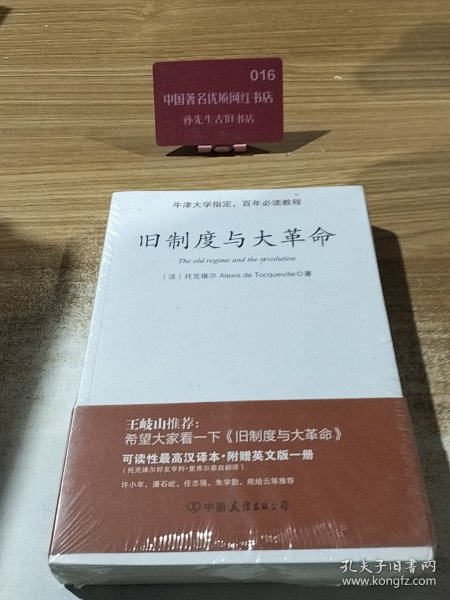 016
中国著名优质网红书店
孙先生古旧书店
牛津大学指定，百年必读教程
旧制度与大革命
The old regime and the revolution
（法）托克维尔 Alexis de Tocqueville◎著
王岐山推荐：
希望大家看一下《旧制度与大革命》
可读性最高汉译本·附赠英文版一册
（托克维尔好友亨利·里弗尔亲自翻译）
许小年、潘石屹、任志强、朱学勤、熊培云等推荐
中国友谊出版公司
孔夫子旧书网
www.kongfz.com